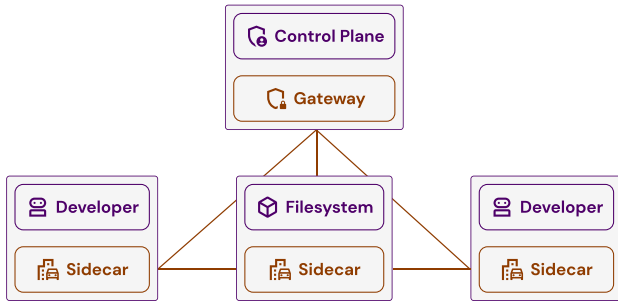 Control Plane
Gateway
Developer
Filesystem
Developer
Sidecar
Sidecar
Sidecar